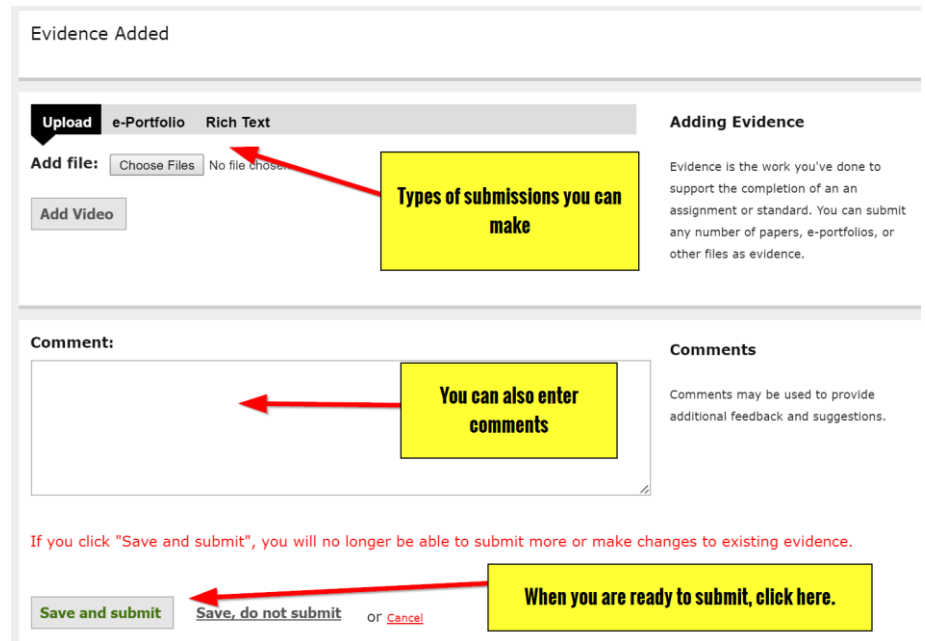 Evidence Added
Upload e-Portfolio Rich Text
Add file: Choose Files No file chosen
Add Video
Types of submissions you can
make
Adding Evidence
Evidence is the work you've done to
support the completion of an an
assignment or standard. You can submit
any number of papers, e-portfolios, or
other files as evidence.
Comment:
You can also enter
comments
Comments
Comments may be used to provide
additional feedback and suggestions.
If you click "Save and submit", you will no longer be able to submit more or make changes to existing evidence.
When you are ready to submit, click here.
Save and submit Save, do not submit or Cancel